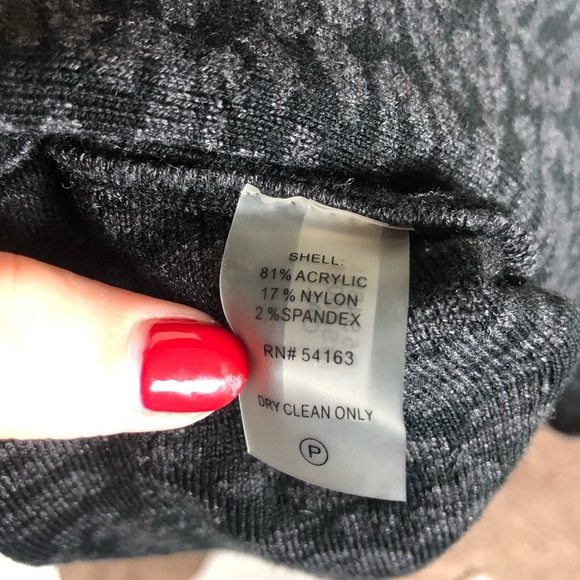 SHELL:
81% ACRYLIC
17% NYLON
2%SPANDEX
RN# 54163
DRY CLEAN ONLY
P